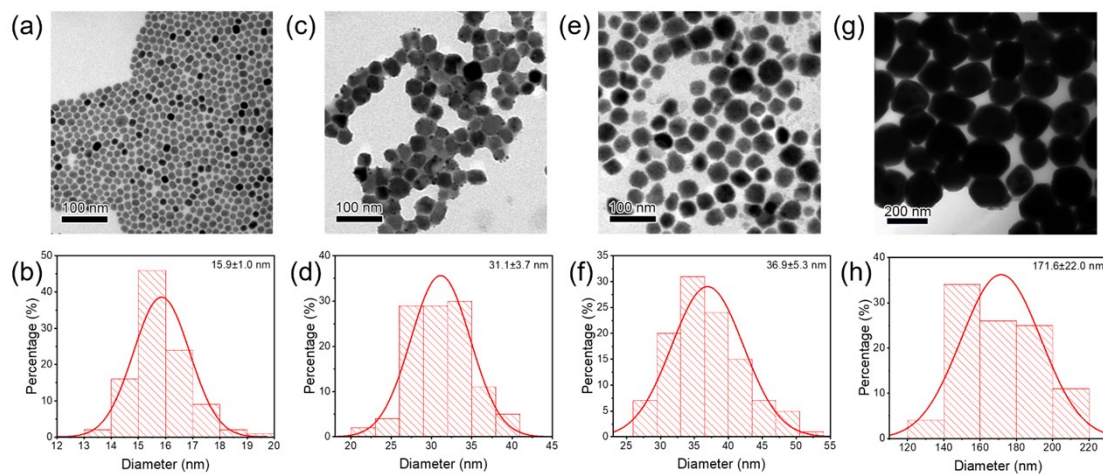 (a)
100 nm
(c)
100 nm
(e)
100 nm
(g)
200 nm
(b)
15.9±1.0 nm
50
40
30
20
10
0
Percentage (%)
12 13 14 15 16 17 18 19 20
Diameter (nm)
(d)
31.1±3.7 nm
40
30
20
10
0
Percentage (%)
20 25 30 35 40 45
Diameter (nm)
(f)
36.9±5.3 nm
35
30
25
20
15
10
5
0
Percentage (%)
25 30 35 40 45 50 55
Diameter (nm)
(h)
171.6±22.0 nm
50
40
30
20
10
0
Percentage (%)
120 140 160 180 200 220
Diameter (nm)